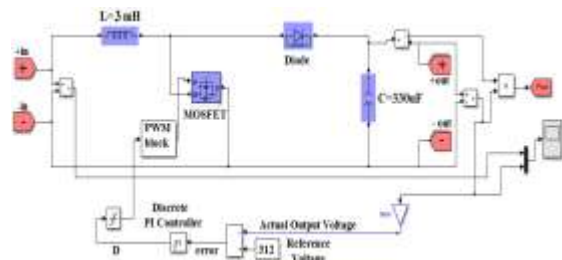 L=3 mH
+in
Diode
+out
-in
MOSFET
C=330uF
PWM
block
- out
Discrete
PI Controller
Actual Output Voltage
PI
312
Reference
Voltage
D
error